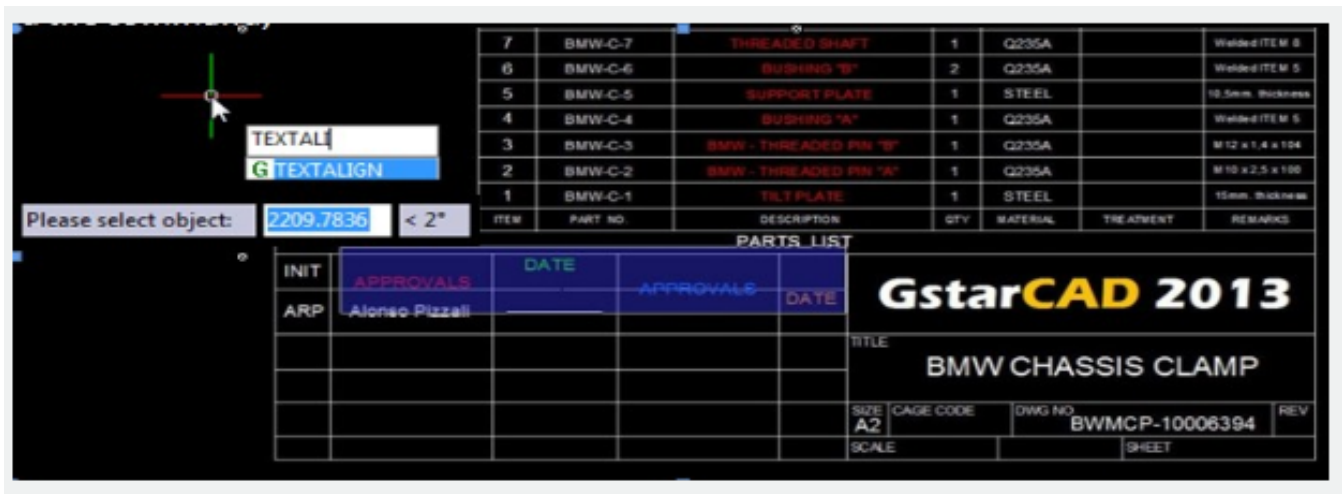 7 BMW-C-7 THREADED SHAFT 1 Q235A Welded ITEM 8
6 BMW-C-6 BUSHING "B" 2 Q235A Welded ITEM 5
5 BMW-C-5 SUPPORT PLATE 1 STEEL 10,5mm. thickness
4 BMW-C-4 BUSHING "A" 1 Q235A Welded ITEM 5
3 BMW-C-3 BMW - THREADED PIN "B" 1 Q235A M12 x 1,4 x 104
2 BMW-C-2 BMW - THREADED PIN "A" 1 Q235A M10 x 2,5 x 100
1 BMW-C-1 TILT PLATE 1 STEEL 15mm. thickness
ITEM PART NO. DESCRIPTION QTY MATERIAL TREATMENT REMARKS
PARTS LIST
TEXTALI
G TEXTALIGN
Please select object: 2209.7836 < 2°
INIT APPROVALS DATE APPROVALS DATE
ARP Alonso Pizzali
GstarCAD 2013
TITLE
BMW CHASSIS CLAMP
SIZE CAGE CODE DWG NO REV
A2 BWMCP-10006394
SCALE SHEET